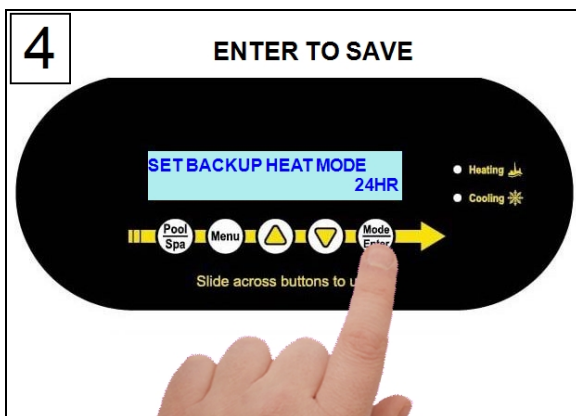 4
ENTER TO SAVE
SET BACKUP HEAT MODE
24HR
Heating
Cooling
Pool
Spa
Menu
Mode
Enter
Slide across buttons to